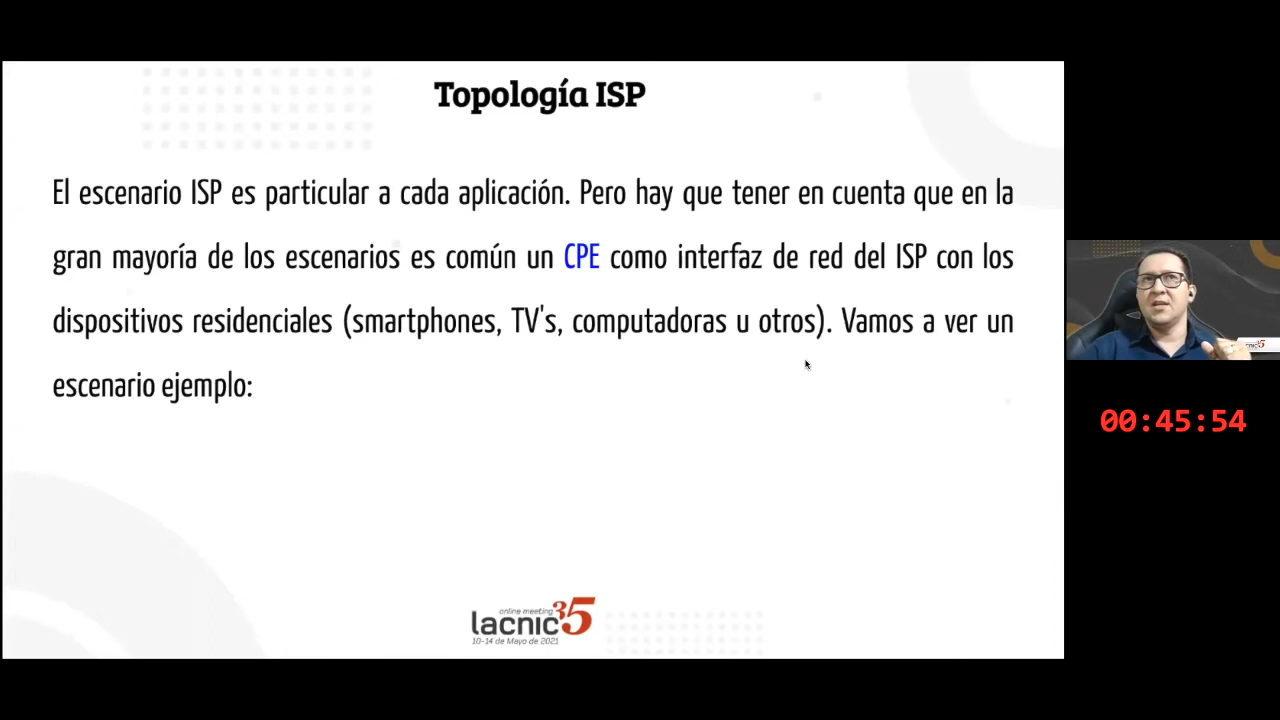 Topología ISP
El escenario ISP es particular a cada aplicación. Pero hay que tener en cuenta que en la
gran mayoría de los escenarios es común un CPE como interfaz de red del ISP con los
dispositivos residenciales (smartphones, TV's, computadoras u otros). Vamos a ver un
escenario ejemplo:
online meeting
lacnic35
10-14 de Mayo de 2021
lacnic35
00:45:54